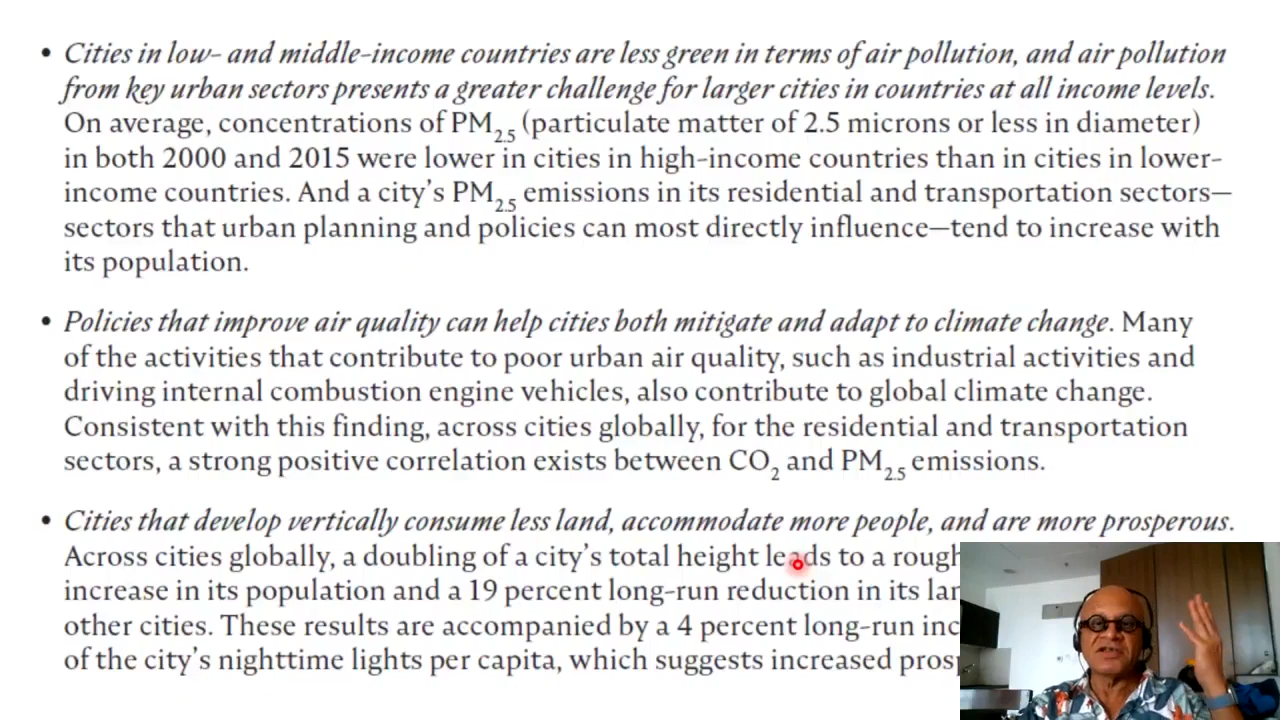 • Cities in low- and middle-income countries are less green in terms of air pollution, and air pollution
from key urban sectors presents a greater challenge for larger cities in countries at all income levels.
On average, concentrations of PM2.5 (particulate matter of 2.5 microns or less in diameter)
in both 2000 and 2015 were lower in cities in high-income countries than in cities in lower-
income countries. And a city’s PM2.5 emissions in its residential and transportation sectors—
sectors that urban planning and policies can most directly influence—tend to increase with
its population.
• Policies that improve air quality can help cities both mitigate and adapt to climate change. Many
of the activities that contribute to poor urban air quality, such as industrial activities and
driving internal combustion engine vehicles, also contribute to global climate change.
Consistent with this finding, across cities globally, for the residential and transportation
sectors, a strong positive correlation exists between CO2 and PM2.5 emissions.
• Cities that develop vertically consume less land, accommodate more people, and are more prosperous.
Across cities globally, a doubling of a city’s total height leads to a
increase in its population and a 19 percent long-run reduction in its
other cities. These results are accompanied by a 4 percent long-run
of the city’s nighttime lights per capita, which suggests increased